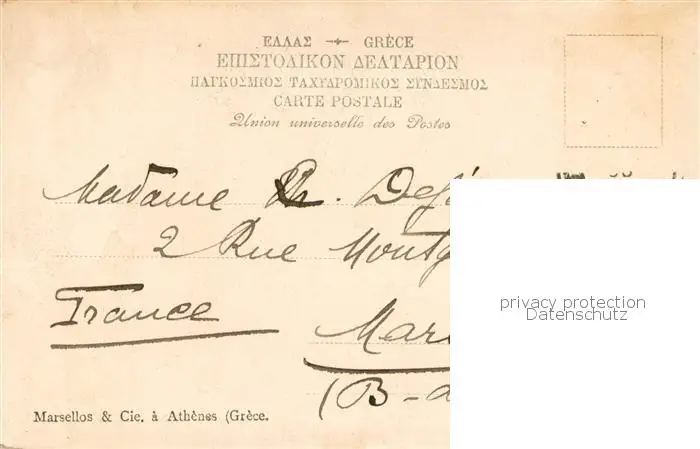 ΕΛΛΑΣ GRÈCE
ΕΠΙΣΤΟΛΙΚΟΝ ΔΕΛΤΑΡΙΟΝ
ΠΑΓΚΟΣΜΙΟΣ ΤΑΧΥΔΡΟΜΙΚΟΣ ΣΥΝΔΕΣΜΟΣ
CARTE POSTALE
Union universelle des Postes
Madame
2 Rue
France
(B-
privacy protection
Datenschutz
Marsellos & Cie. à Athènes (Grèce.